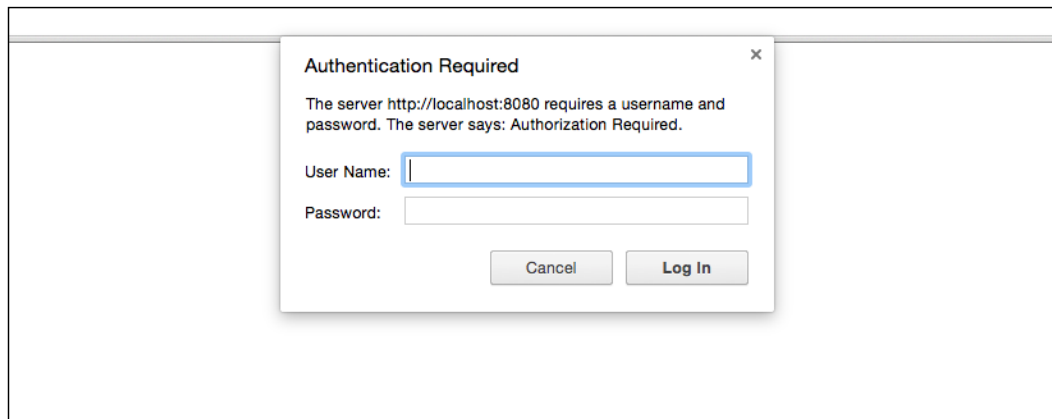 Authentication Required
The server http://localhost:8080 requires a username and
password. The server says: Authorization Required.
User Name:
Password:
Cancel
Log In